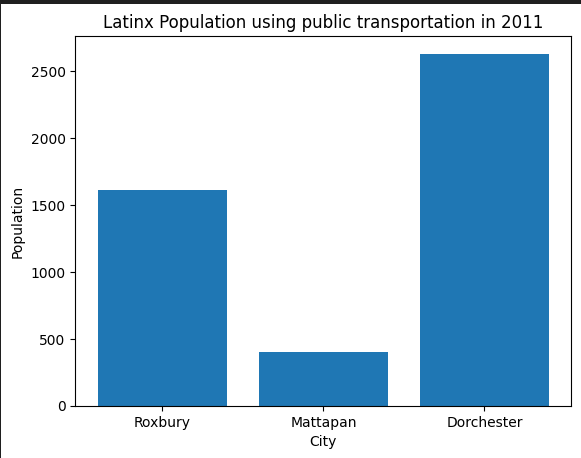 Latinx Population using public transportation in 2011
2500
2000
1500
1000
500
0
Population
Roxbury Mattapan Dorchester
City